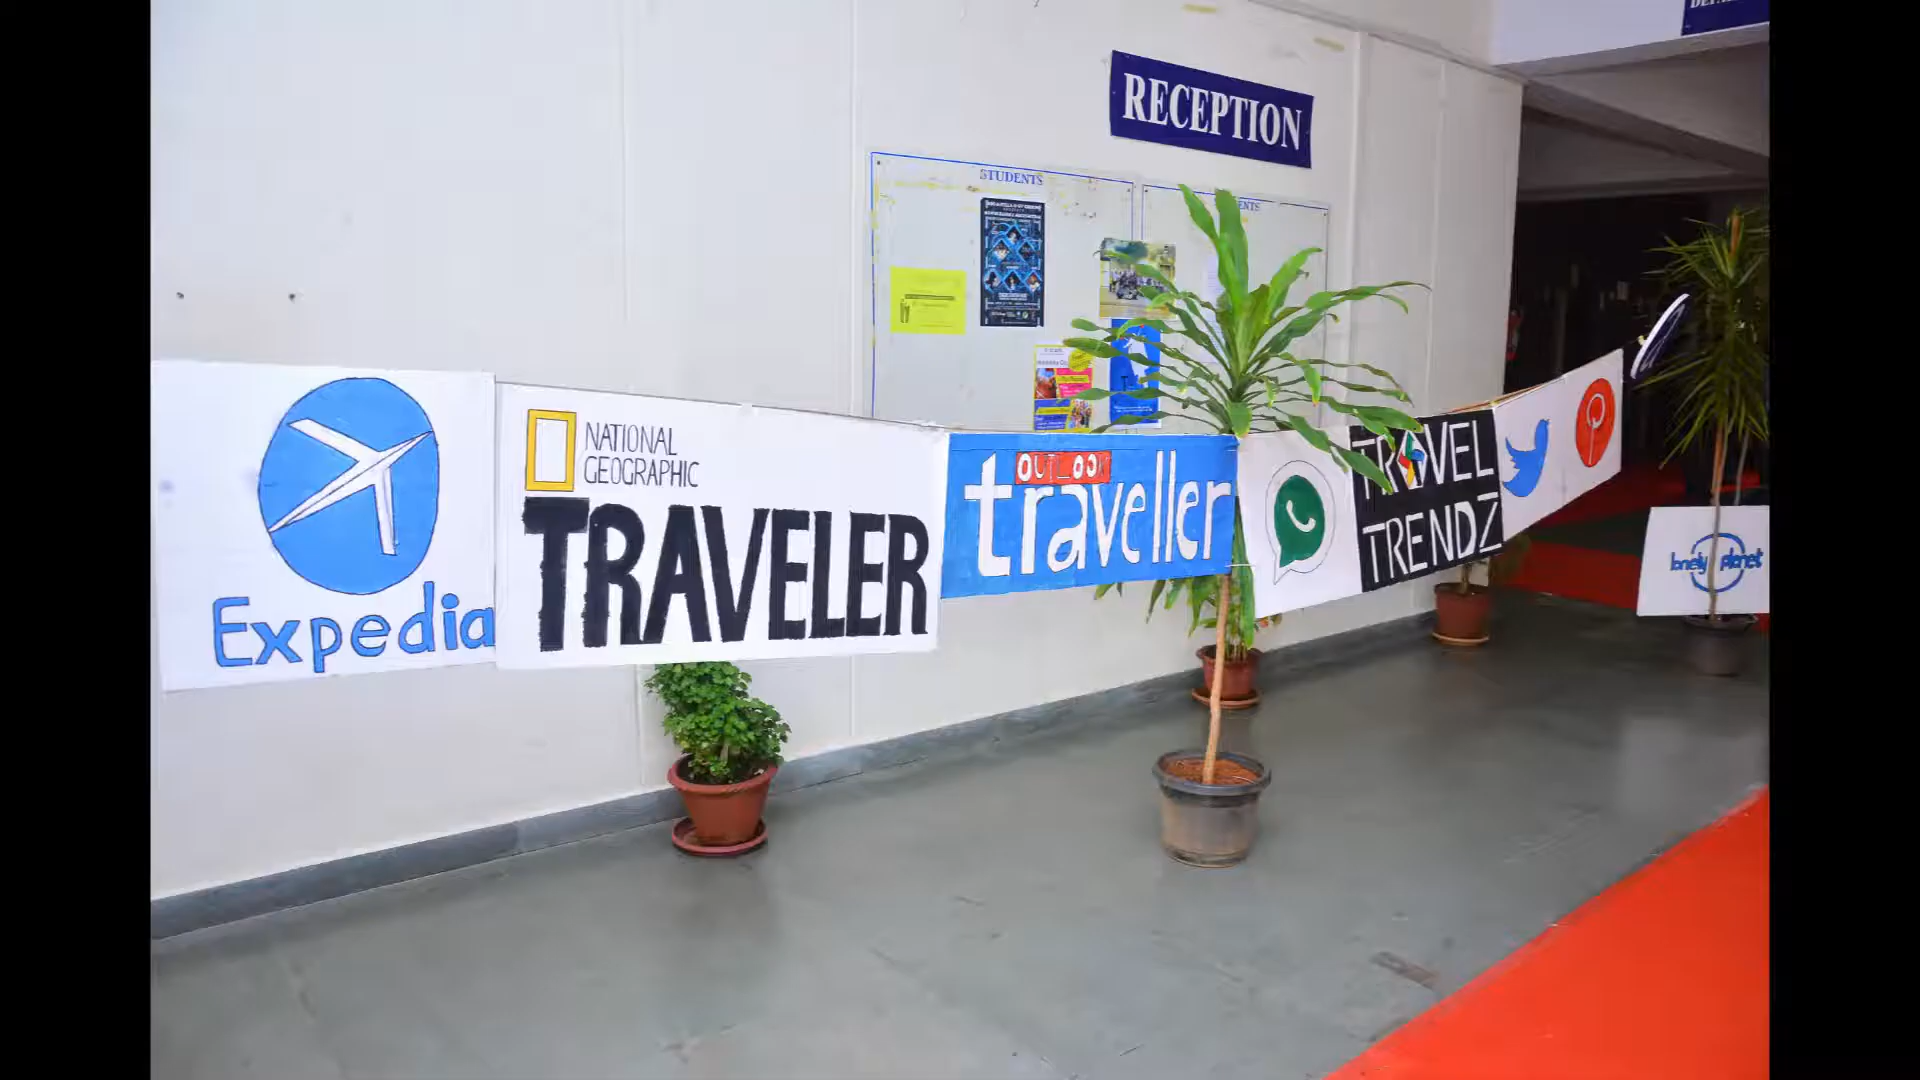 RECEPTION
STUDENTS
Expedia
NATIONAL
GEOGRAPHIC
TRAVELER
OUTLOOK
traveller
TRAVEL
TRENDZ
lonely planet